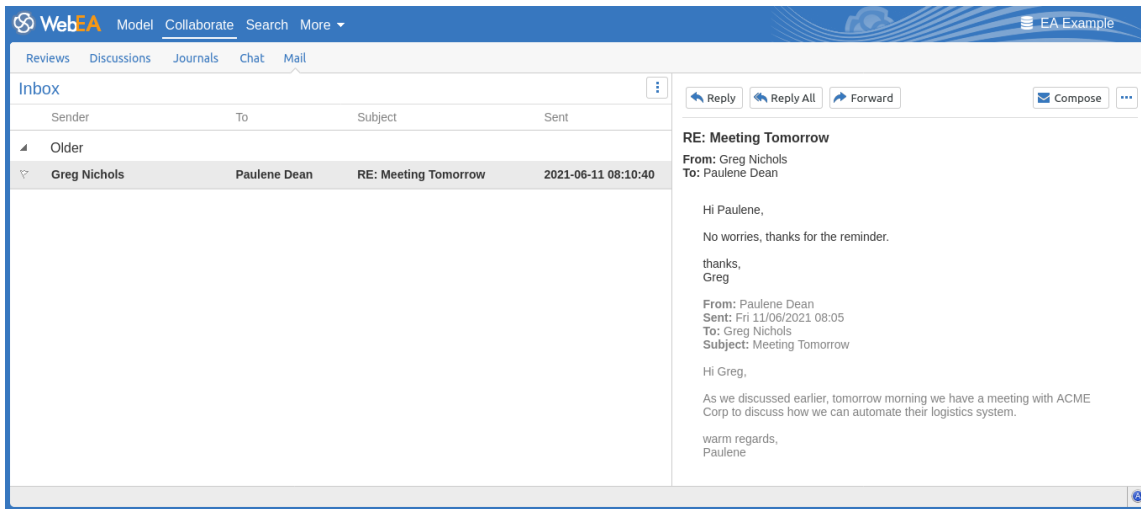 WebEA Model Collaborate Search More EA Example
Reviews Discussions Journals Chat Mail
Inbox
Sender To Subject Sent
Older
Greg Nichols Paulene Dean RE: Meeting Tomorrow 2021-06-11 08:10:40
Reply Reply All Forward Compose
RE: Meeting Tomorrow
From: Greg Nichols
To: Paulene Dean
Hi Paulene,
No worries, thanks for the reminder.
thanks,
Greg
From: Paulene Dean
Sent: Fri 11/06/2021 08:05
To: Greg Nichols
Subject: Meeting Tomorrow
Hi Greg,
As we discussed earlier, tomorrow morning we have a meeting with ACME
Corp to discuss how we can automate their logistics system.
warm regards,
Paulene